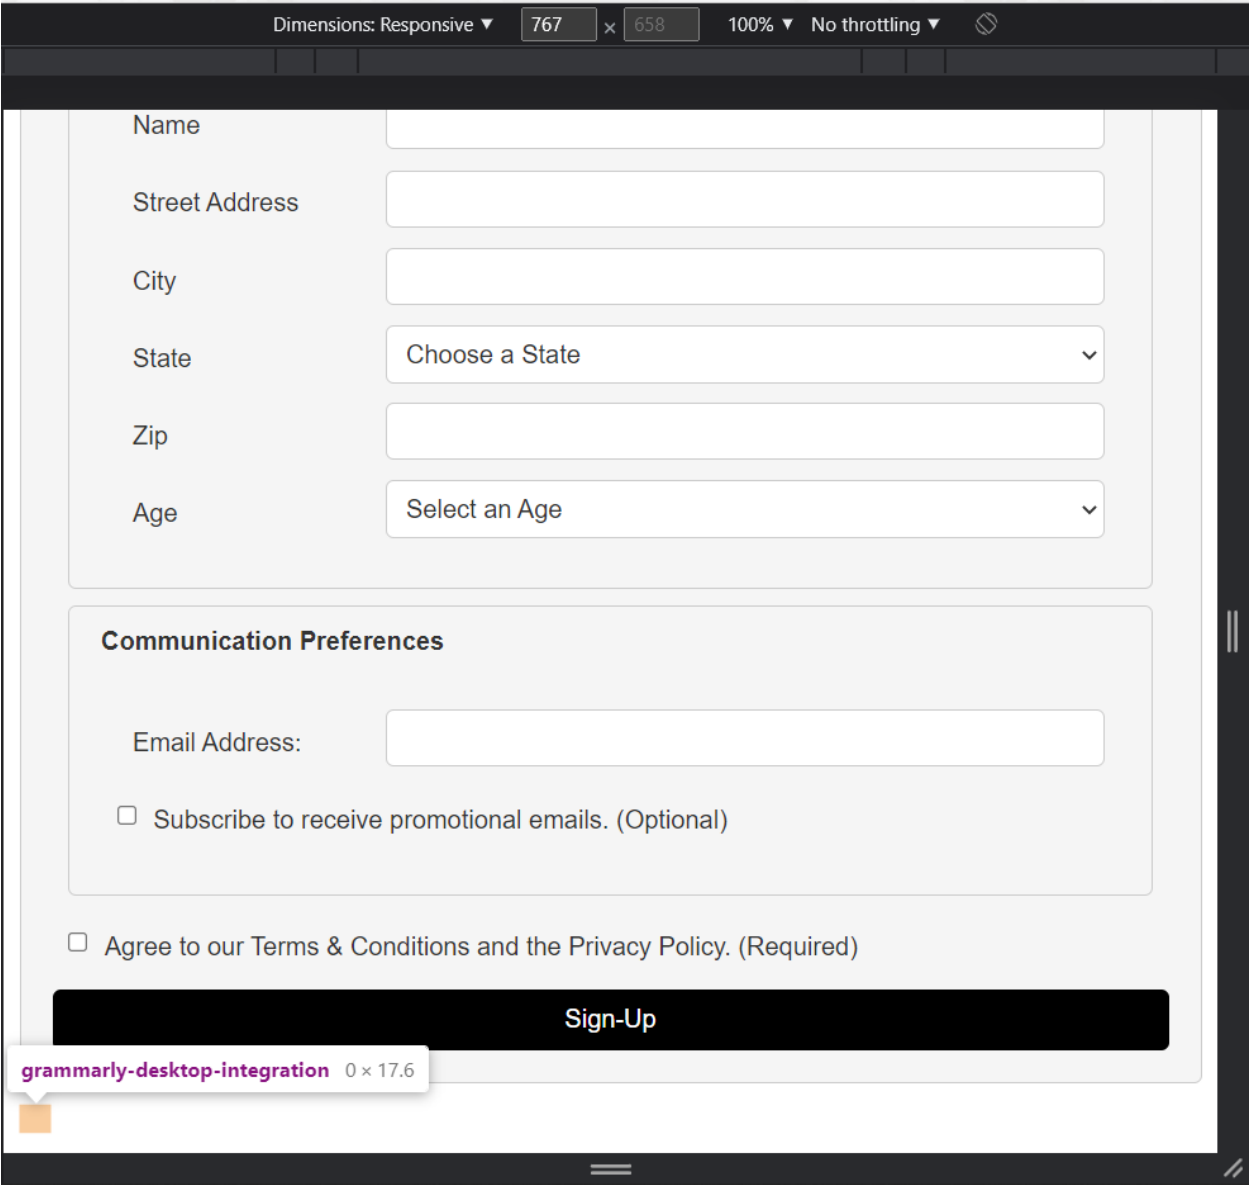 Dimensions: Responsive ▼ 767 × 658 100% ▼ No throttling ▼
Name
Street Address
City
State Choose a State
Zip
Age Select an Age
Communication Preferences
Email Address:
Subscribe to receive promotional emails. (Optional)
Agree to our Terms & Conditions and the Privacy Policy. (Required)
Sign-Up
grammarly-desktop-integration 0 × 17.6